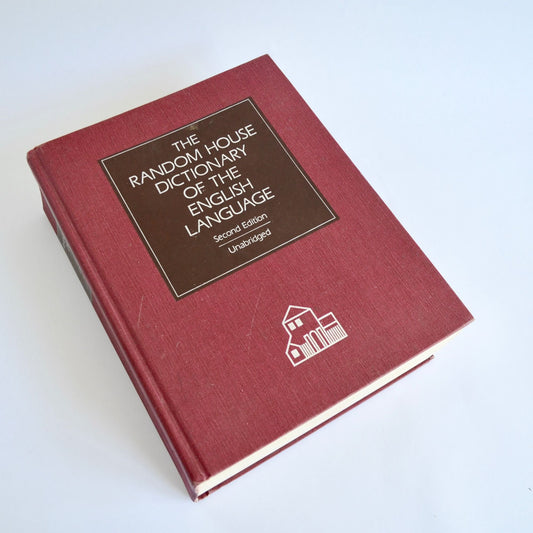 THE
RANDOM HOUSE
DICTIONARY
OF THE
ENGLISH
LANGUAGE
Second Edition
Unabridged